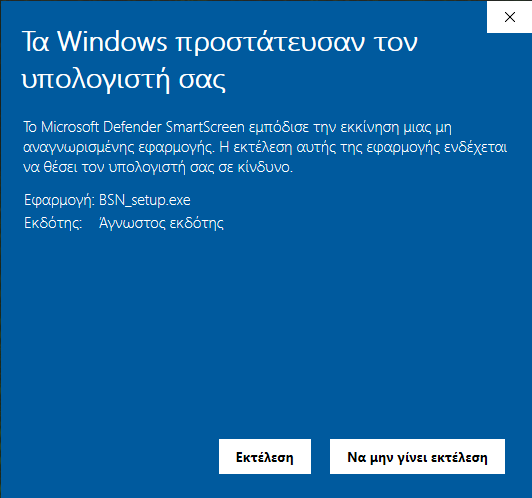 Τα Windows προστάτευσαν τον
υπολογιστή σας
Το Microsoft Defender SmartScreen εμπόδισε την εκκίνηση μιας μη
αναγνωρισμένης εφαρμογής. Η εκτέλεση αυτής της εφαρμογής ενδέχεται
να θέσει τον υπολογιστή σας σε κίνδυνο.
Εφαρμογή: BSN_setup.exe
Εκδότης: Άγνωστος εκδότης
Εκτέλεση
Να μην γίνει εκτέλεση